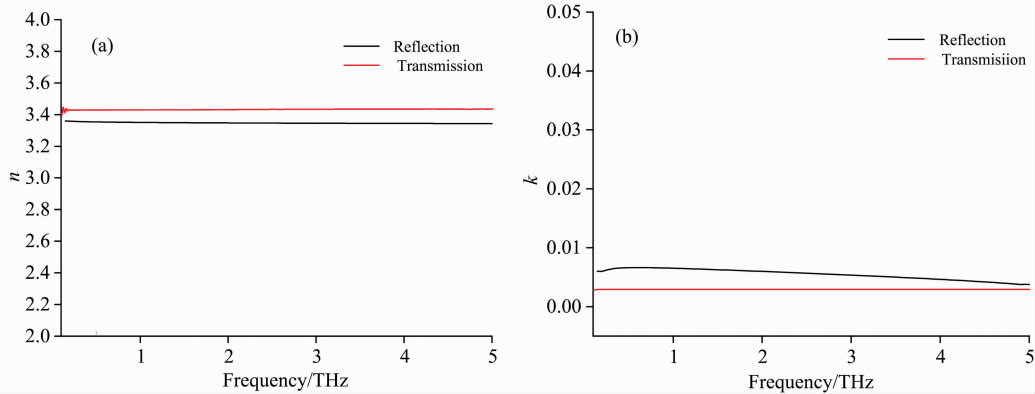 (a)
Reflection
Transmission
4.0
3.8
3.6
3.4
3.2
3.0
2.8
2.6
2.4
2.2
2.0
n
1
2
3
4
5
Frequency/THz
(b)
Reflection
Transmisiion
0.05
0.04
0.03
0.02
0.01
0.00
k
1
2
3
4
5
Frequency/THz